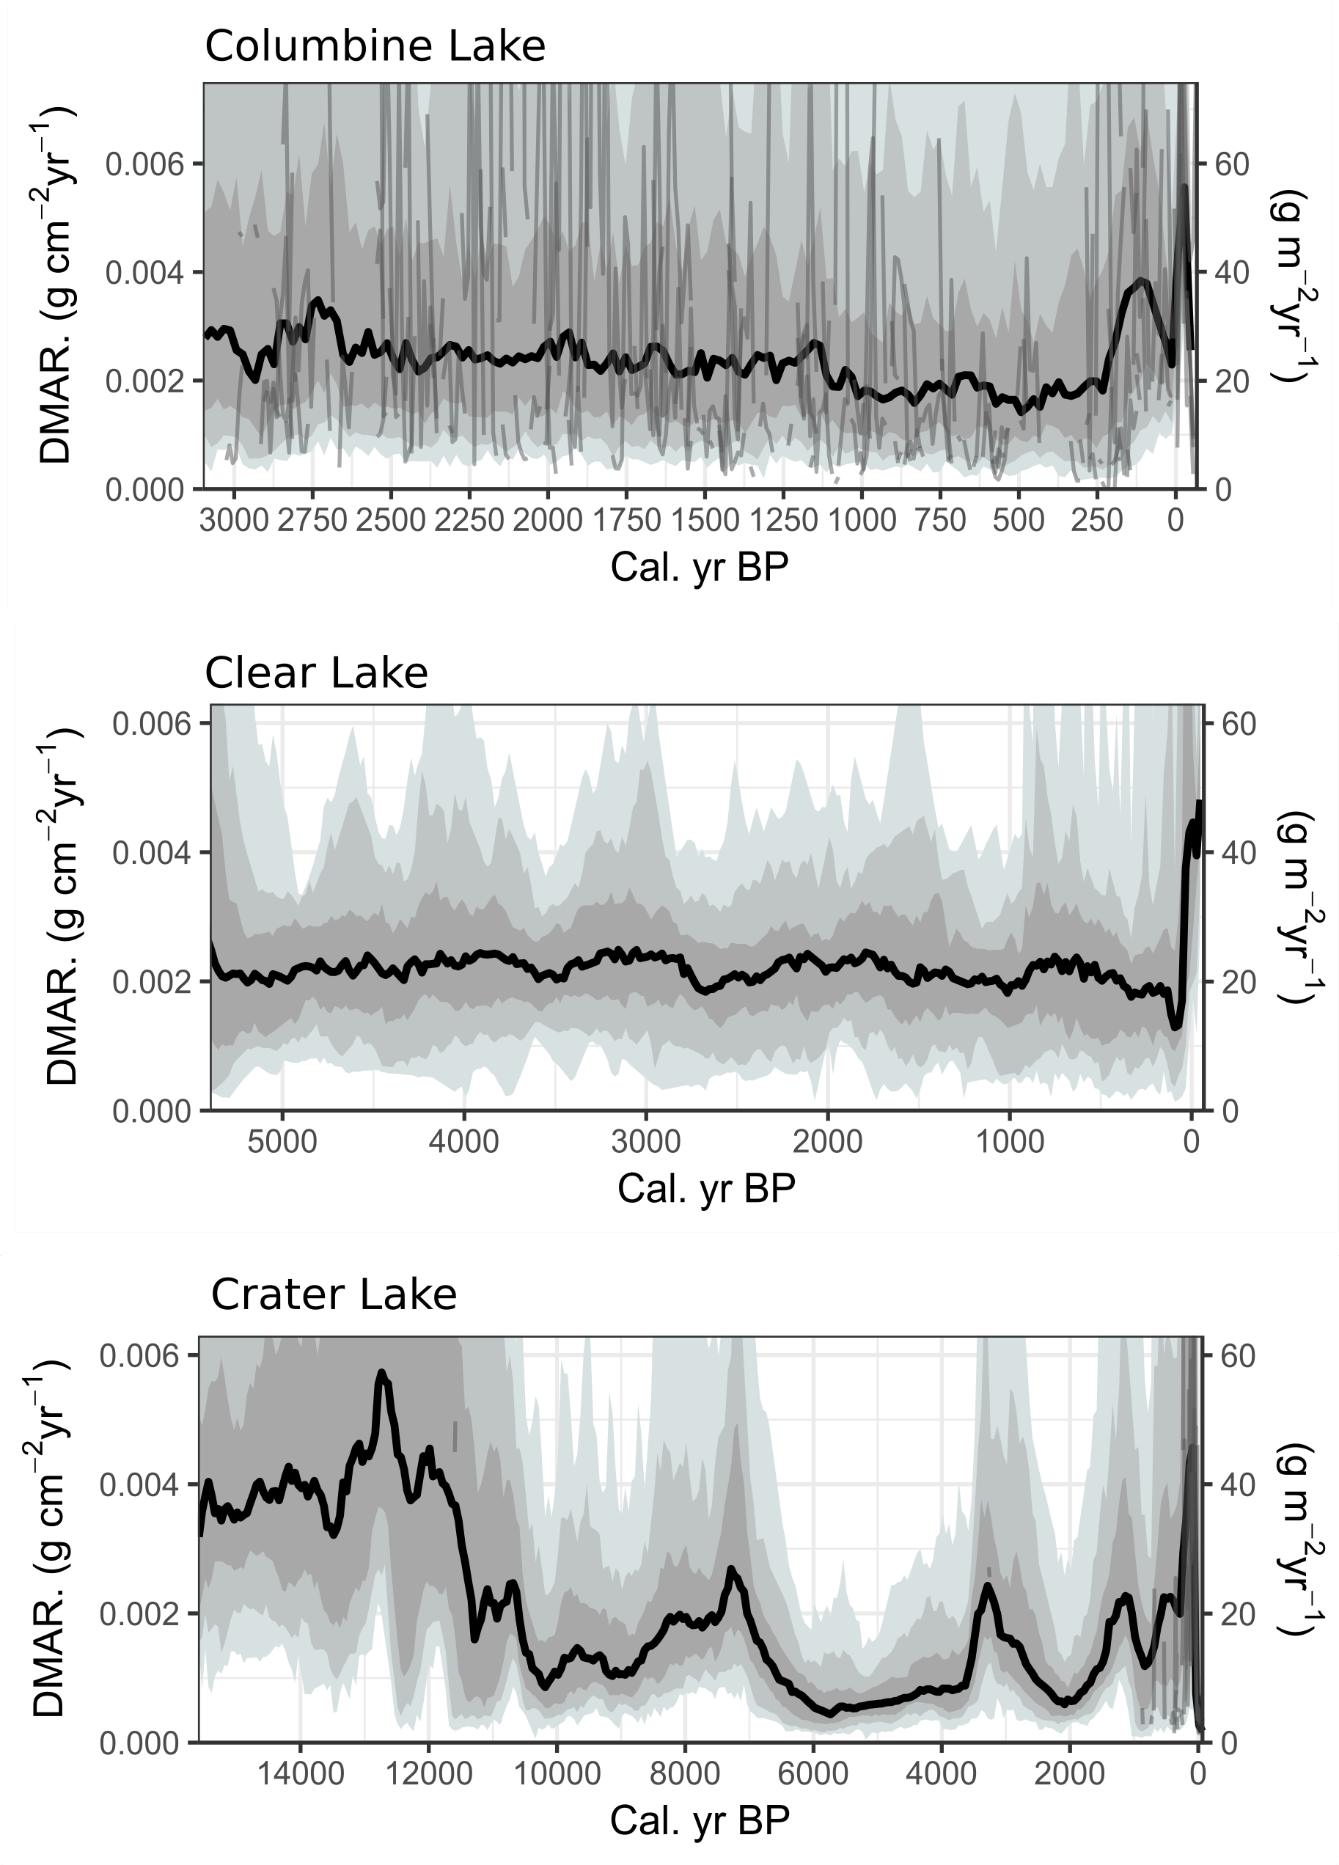 Columbine Lake
DMAR. (g cm−2yr−1)
0.006
0.004
0.002
0.000
60
40
20
0
(g m−2yr−1)
3000 2750 2500 2250 2000 1750 1500 1250 1000 750 500 250 0
Cal. yr BP
Clear Lake
DMAR. (g cm−2yr−1)
0.006
0.004
0.002
0.000
60
40
20
0
(g m−2yr−1)
5000 4000 3000 2000 1000 0
Cal. yr BP
Crater Lake
DMAR. (g cm−2yr−1)
0.006
0.004
0.002
0.000
60
40
20
0
(g m−2yr−1)
14000 12000 10000 8000 6000 4000 2000 0
Cal. yr BP